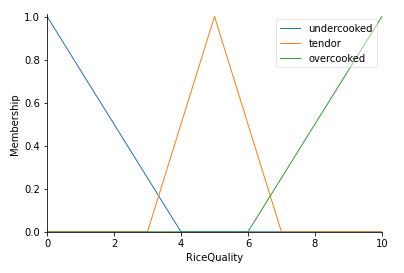 1.0
0.8
0.6
0.4
0.2
0.0
Membership
undercooked
tendor
overcooked
0 2 4 6 8 10
RiceQuality